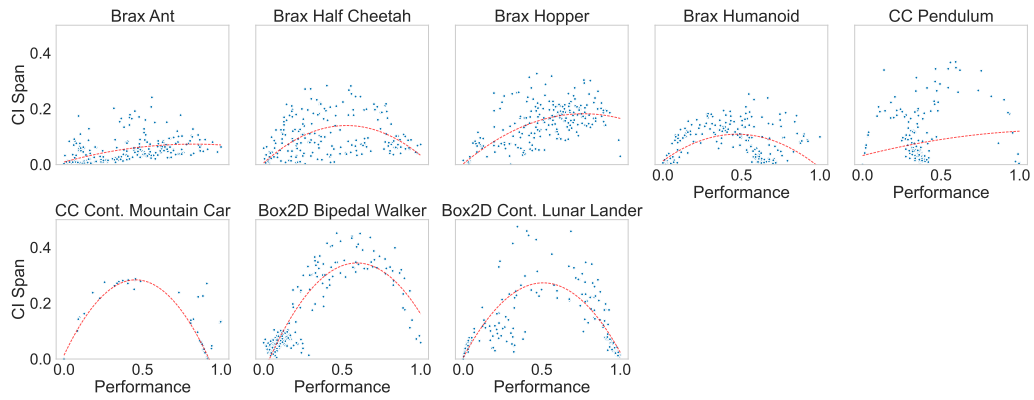 Brax Ant
Brax Half Cheetah
Brax Hopper
Brax Humanoid
CC Pendulum
CI Span
0.4
0.2
0.0
0.0 0.5 1.0
Performance
0.0 0.5 1.0
Performance
CC Cont. Mountain Car
Box2D Bipedal Walker
Box2D Cont. Lunar Lander
CI Span
0.4
0.2
0.0
0.0 0.5 1.0
Performance
0.0 0.5 1.0
Performance
0.0 0.5 1.0
Performance